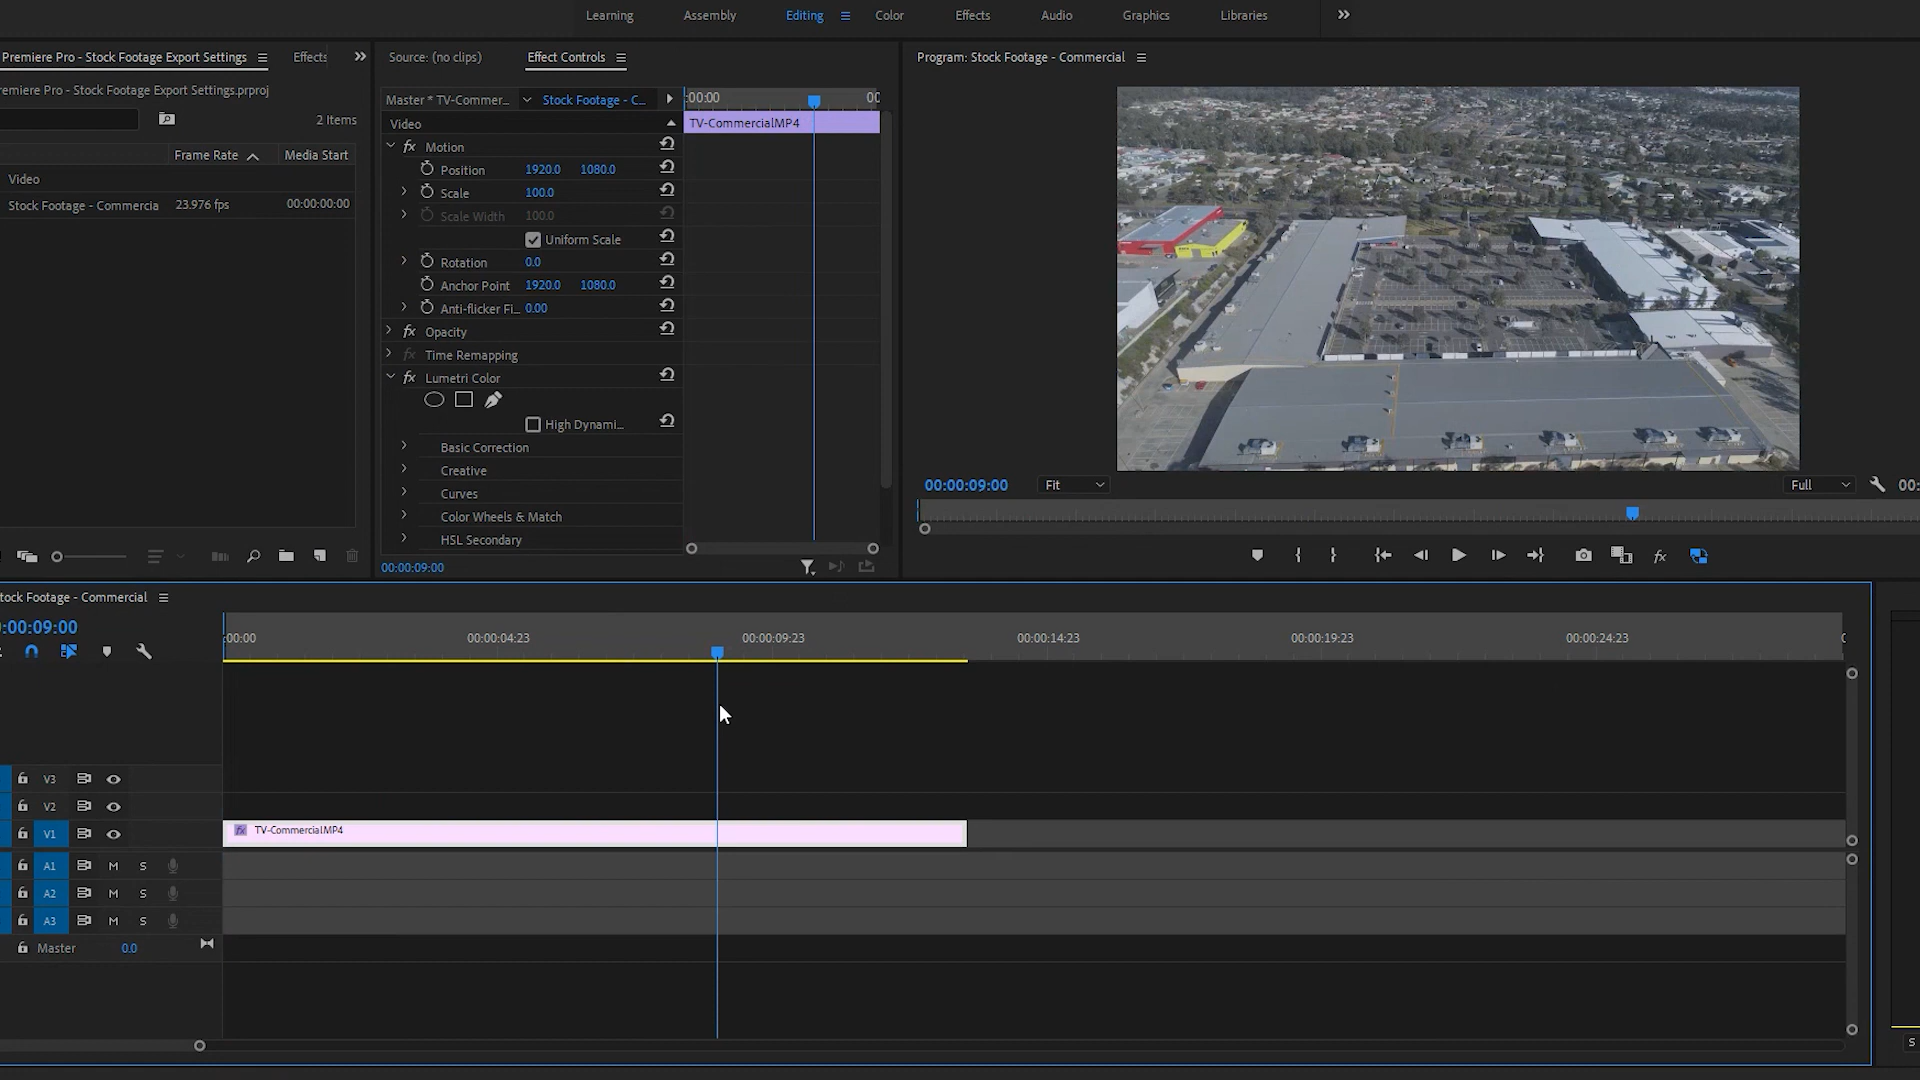 Learning Assembly Editing Color Effects Audio Graphics Libraries
Premiere Pro - Stock Footage Export Settings Effects
remiere Pro - Stock Footage Export Settings.prproj
2 Items
Frame Rate Media Start
Video
Stock Footage - Commercia 23.976 fps 00:00:00:00
Source: (no clips) Effect Controls
Master * TV-Commer... Stock Footage - C... :00:00 00
Video TV-CommercialMP4
fx Motion
Position 1920.0 1080.0
Scale 100.0
Scale Width 100.0
Uniform Scale
Rotation 0.0
Anchor Point 1920.0 1080.0
Anti-flicker Fi... 0.00
fx Opacity
fx Time Remapping
fx Lumetri Color
High Dynami...
Basic Correction
Creative
Curves
Color Wheels & Match
HSL Secondary
00:00:09:00
Program: Stock Footage - Commercial
00:00:09:00 Fit Full 00:
fx
tock Footage - Commercial
:00:09:00
:00:00 00:00:04:23 00:00:09:23 00:00:14:23 00:00:19:23 00:00:24:23
V3
V2
V1 fx TV-CommercialMP4
A1 M S
A2 M S
A3 M S
Master 0.0
S